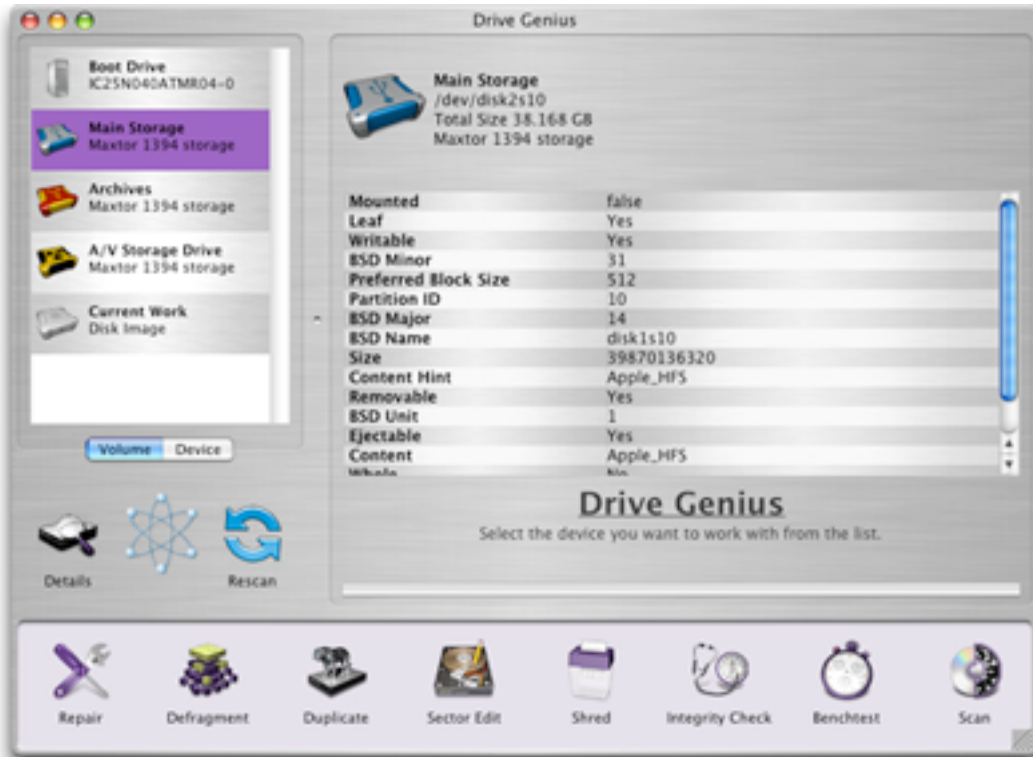 Drive Genius
Boot Drive
IC25N040ATMR04-0
Main Storage
Maxtor 1394 storage
Archives
Maxtor 1394 storage
A/V Storage Drive
Maxtor 1394 storage
Current Work
Disk Image
Volume Device
Details
Rescan
Main Storage
/dev/disk2s10
Total Size 38.168 GB
Maxtor 1394 storage
Mounted false
Leaf Yes
Writable Yes
BSD Minor 31
Preferred Block Size 512
Partition ID 10
BSD Major 14
BSD Name disk1s10
Size 39870136320
Content Hint Apple_HFS
Removable Yes
BSD Unit 1
Ejectable Yes
Content Apple_HFS
Whole No
Drive Genius
Select the device you want to work with from the list.
Repair
Defragment
Duplicate
Sector Edit
Shred
Integrity Check
Benchtest
Scan